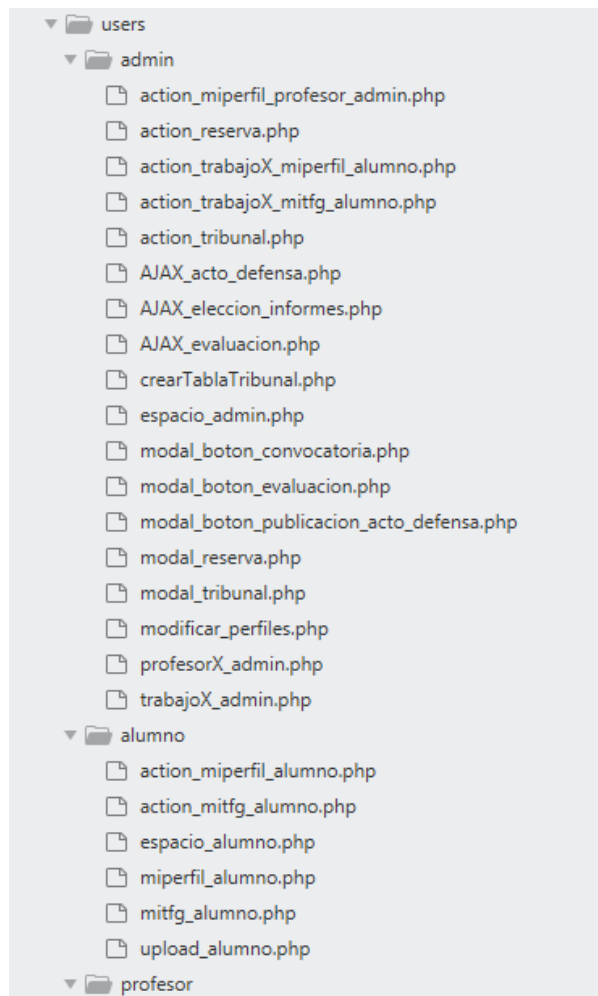 users
admin
action_miperfil_profesor_admin.php
action_reserva.php
action_trabajoX_miperfil_alumno.php
action_trabajoX_mitfg_alumno.php
action_tribunal.php
AJAX_acto_defensa.php
AJAX_eleccion_informes.php
AJAX_evaluacion.php
crearTablaTribunal.php
espacio_admin.php
modal_boton_convocatoria.php
modal_boton_evaluacion.php
modal_boton_publicacion_acto_defensa.php
modal_reserva.php
modal_tribunal.php
modificar_perfiles.php
profesorX_admin.php
trabajoX_admin.php
alumno
action_miperfil_alumno.php
action_mitfg_alumno.php
espacio_alumno.php
miperfil_alumno.php
mitfg_alumno.php
upload_alumno.php
profesor